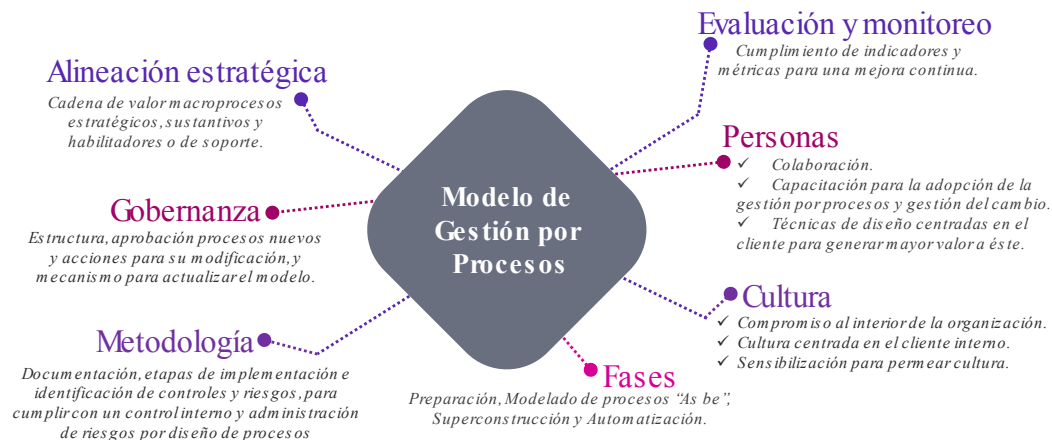 Alineación estratégica
Cadena de valor macroprocesos
estratégicos, sustantivos y
habilitadores o de soporte.
Gobernanza
Estructura, aprobación procesos nuevos
y acciones para su modificación, y
mecanismo para actualizar el modelo.
Metodología
Documentación, etapas de implementación e
identificación de controles y riesgos, para
cumplir con un control interno y administración
de riesgos por diseño de procesos
Modelo de
Gestión por
Procesos
Evaluación y monitoreo
Cumplimiento de indicadores y
métricas para una mejora continua.
Personas
✓ Colaboración.
✓ Capacitación para la adopción de la
gestión por procesos y gestión del cambio.
✓ Técnicas de diseño centradas en el
cliente para generar mayor valor a éste.
Cultura
✓ Compromiso al interior de la organización.
✓ Cultura centrada en el cliente interno.
✓ Sensibilización para permear cultura.
Fases
Preparación, Modelado de procesos “As be”,
Superconstrucción y Automatización.